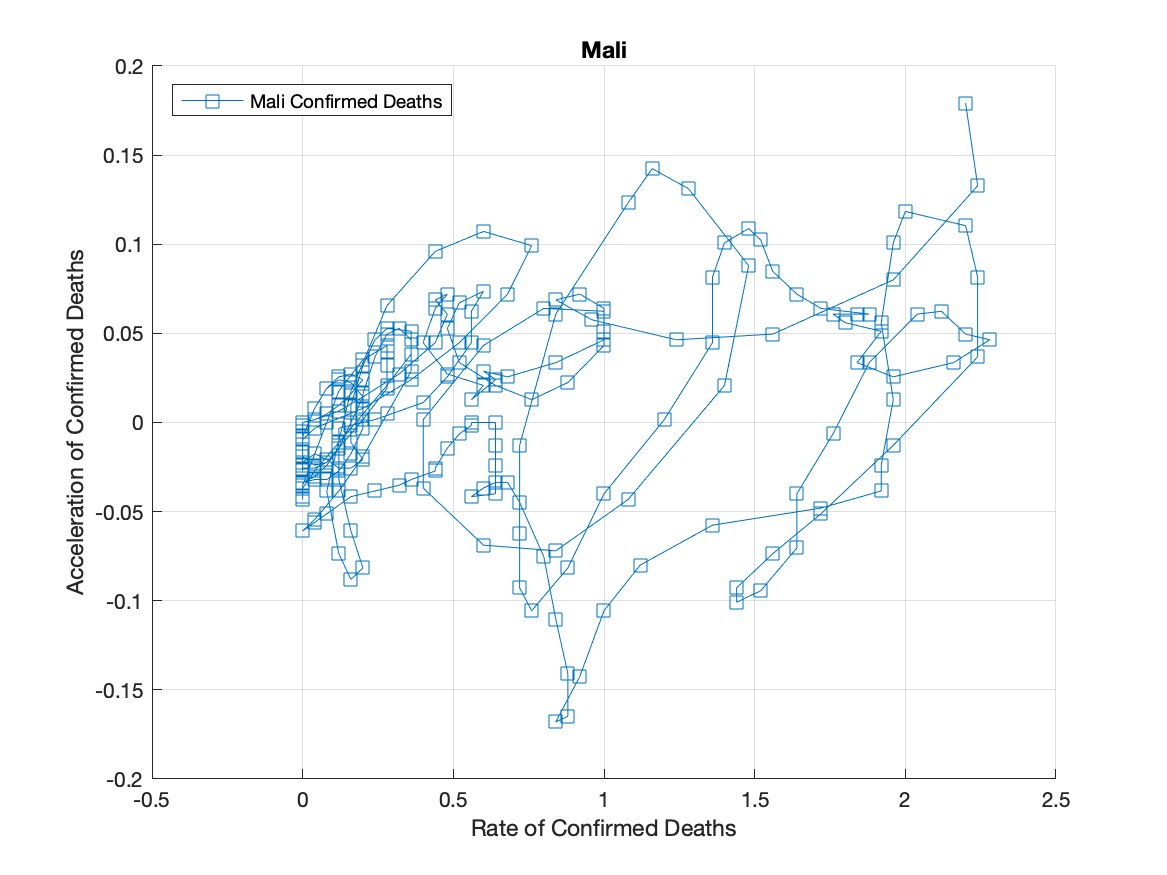 Mali
Mali Confirmed Deaths
0.2
0.15
0.1
0.05
0
-0.05
-0.1
-0.15
-0.2
Acceleration of Confirmed Deaths
-0.5 0 0.5 1 1.5 2 2.5
Rate of Confirmed Deaths